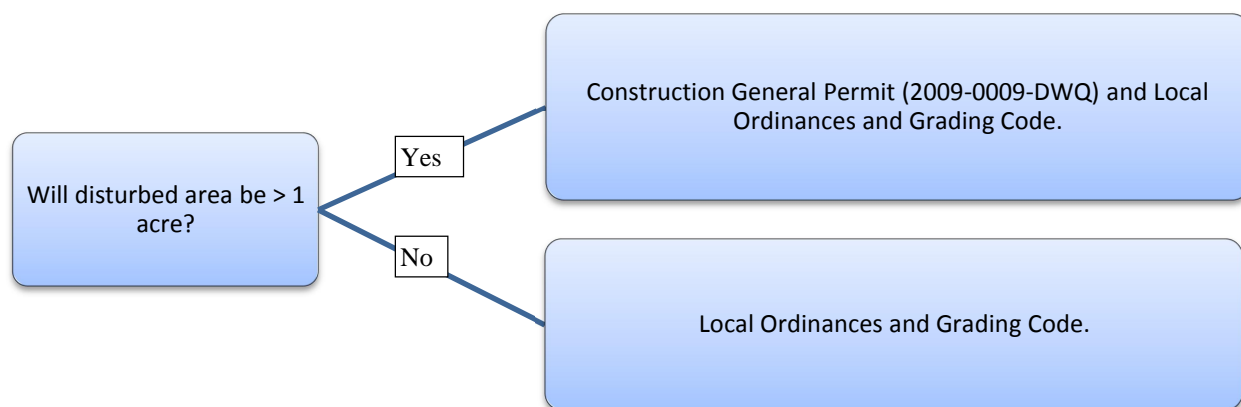 Construction General Permit (2009-0009-DWQ) and Local
Ordinances and Grading Code.
Yes
Will disturbed area be > 1
acre?
No
Local Ordinances and Grading Code.